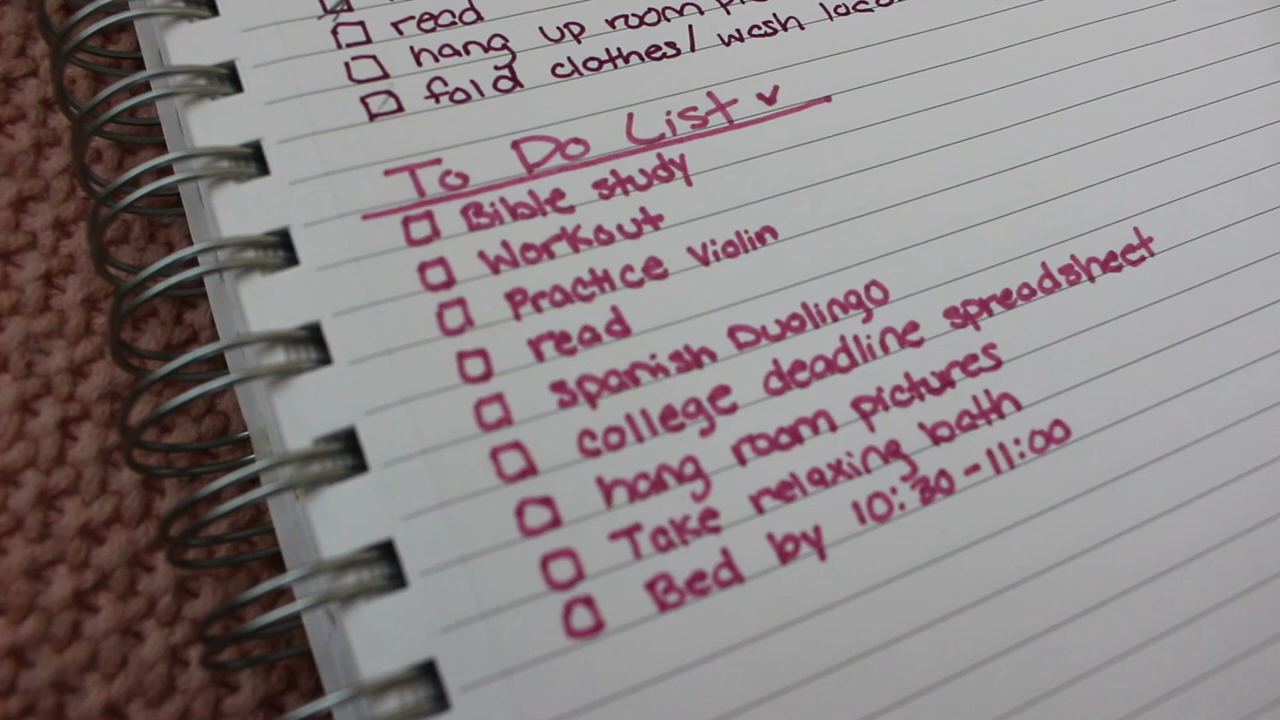 read
hang up room
fold clothes/ wash
To Do List
Bible study
Workout
Practice Violin
read
spanish Duolingo
college deadline spreadsheet
hang room pictures
Take relaxing bath
Bed by 10:30-11:00